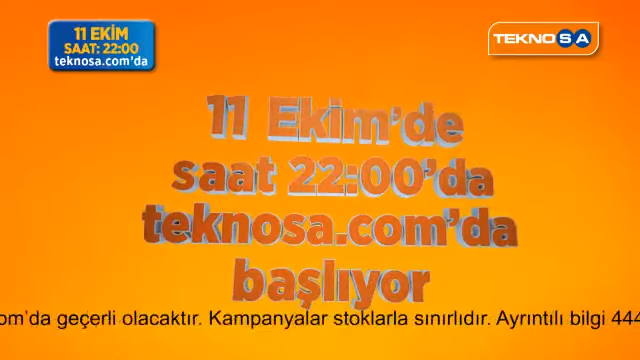 11 EKİM
SAAT: 22:00
teknosa.com'da
TEKNOSA
11 Ekim'de
saat 22:00'da
teknosa.com'da
başlıyor
om'da geçerli olacaktır. Kampanyalar stoklarla sınırlıdır. Ayrıntılı bilgi 444